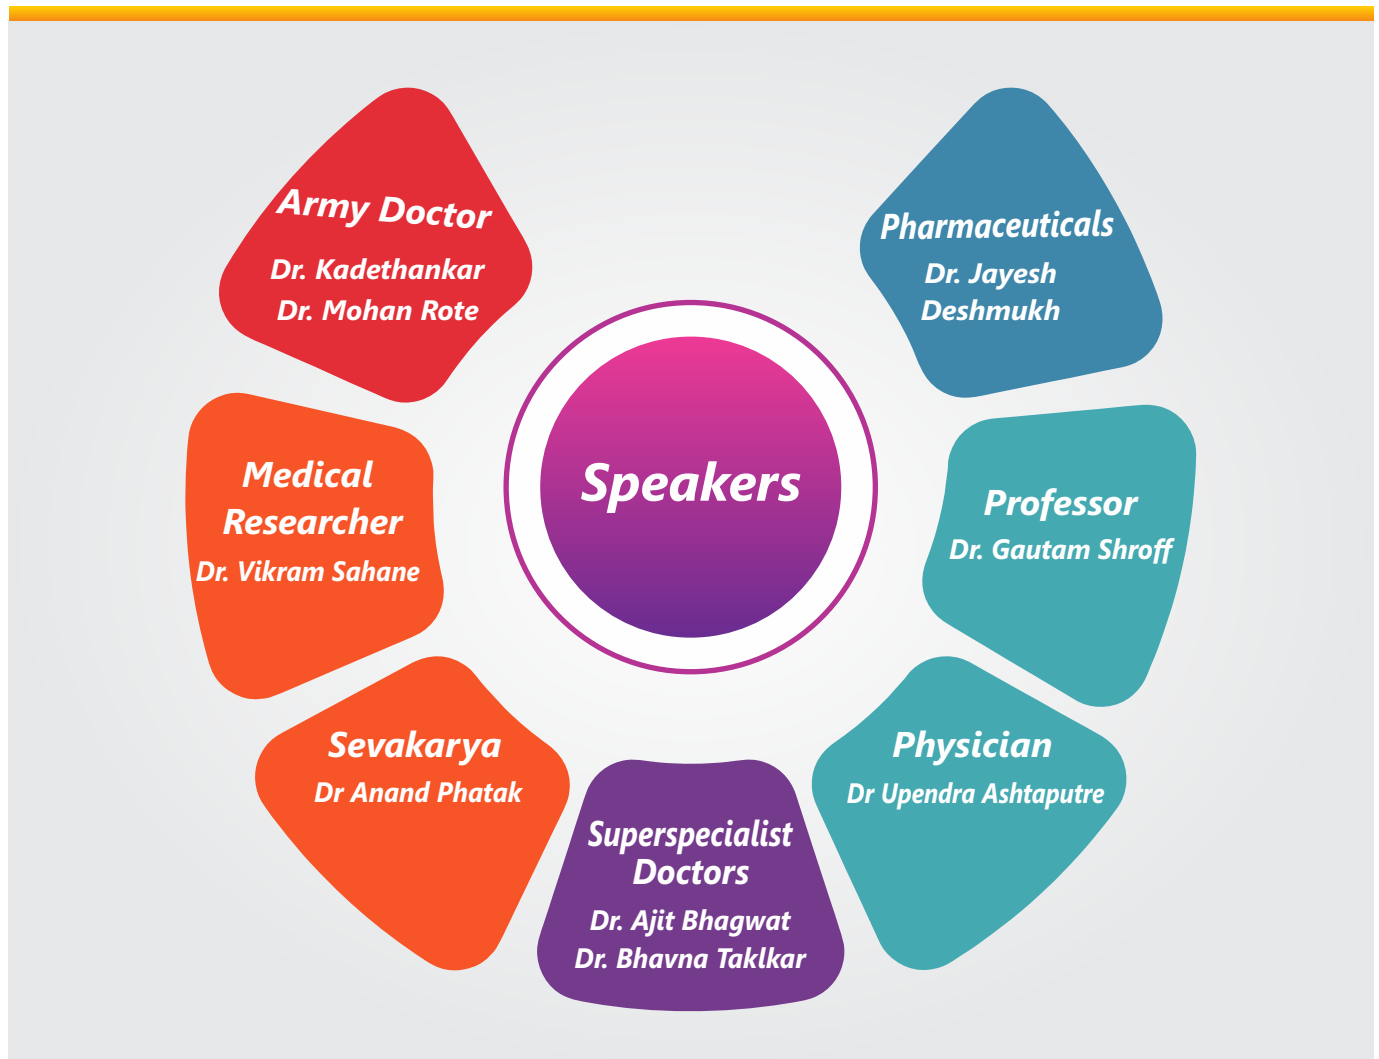 Army Doctor
Dr. Kadethankar
Dr. Mohan Rote
Pharmaceuticals
Dr. Jayesh
Deshmukh
Medical
Researcher
Dr. Vikram Sahane
Speakers
Professor
Dr. Gautam Shroff
Sevakarya
Dr Anand Phatak
Physician
Dr Upendra Ashtaputre
Superspecialist
Doctors
Dr. Ajit Bhagwat
Dr. Bhavna Taklkar